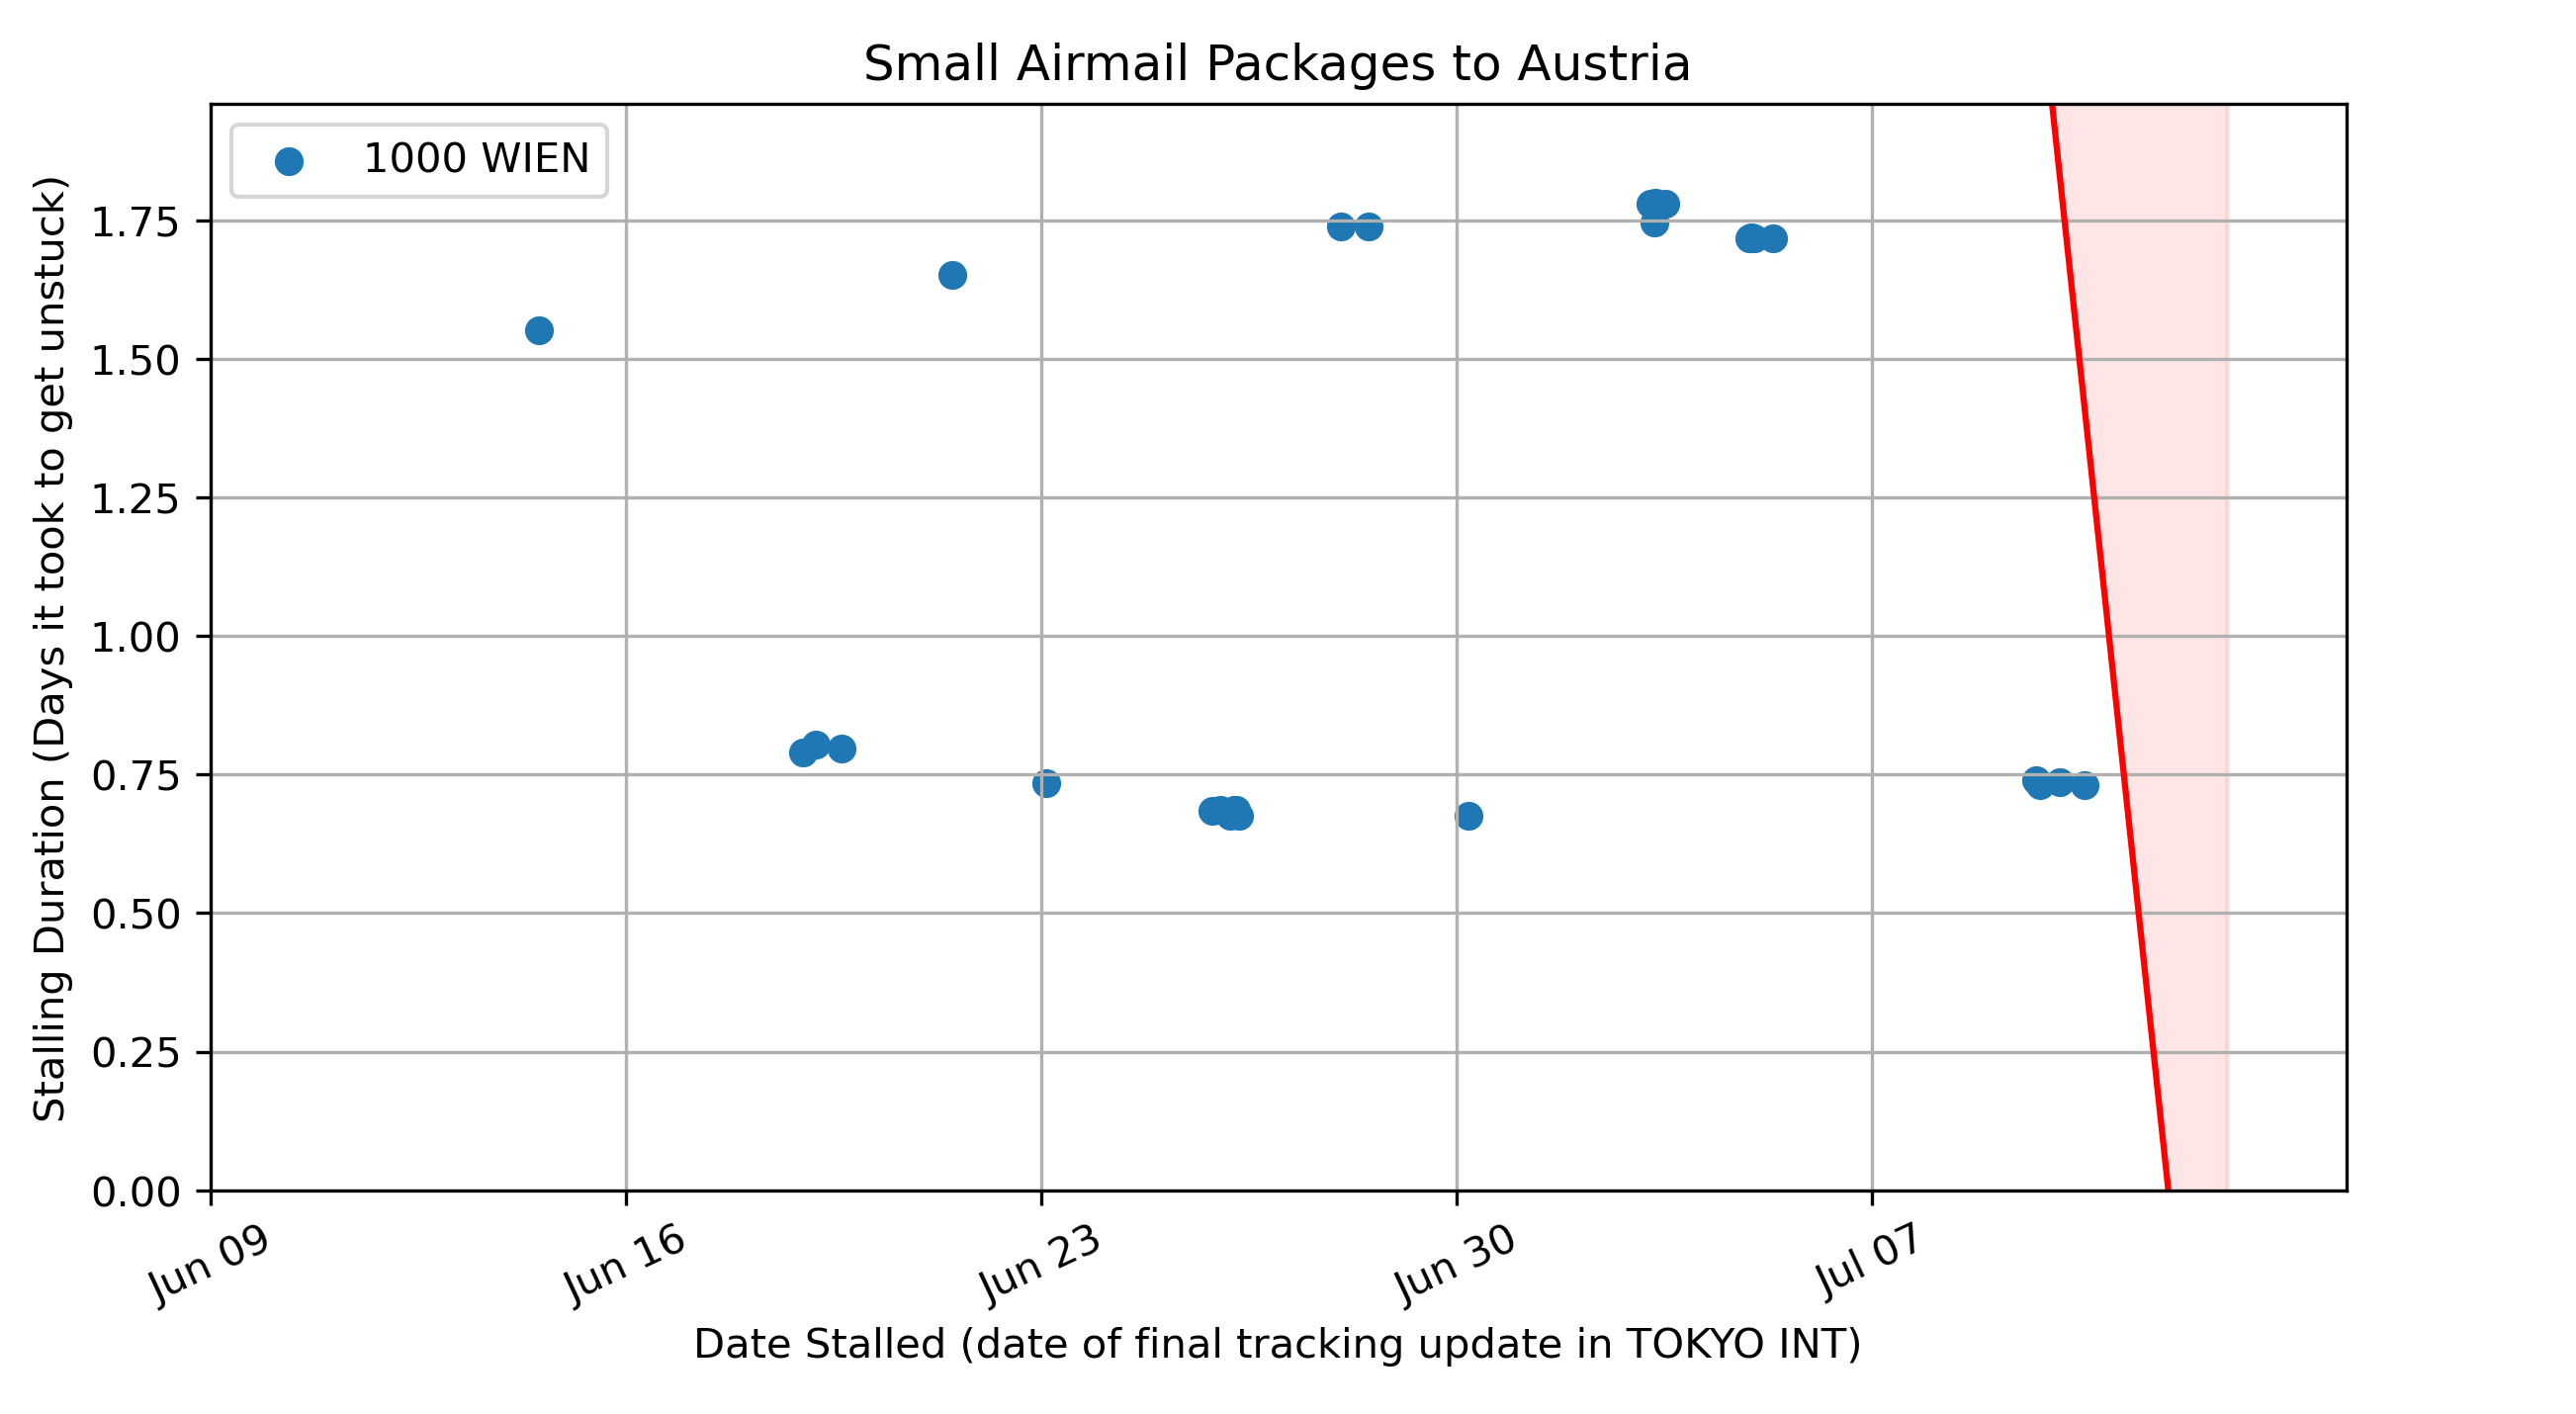 Small Airmail Packages to Austria
1000 WIEN
Stalling Duration (Days it took to get unstuck)
1.75
1.50
1.25
1.00
0.75
0.50
0.25
0.00
Jun 09
Jun 16
Jun 23
Jun 30
Jul 07
Date Stalled (date of final tracking update in TOKYO INT)